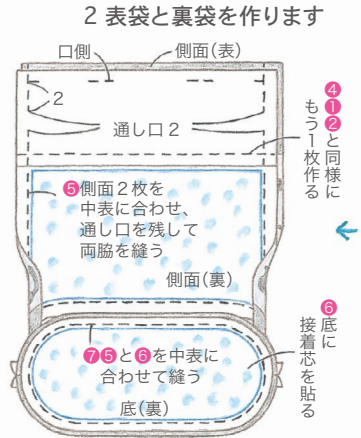 2 表袋と裏袋を作ります
口側
側面(表)
2
通し口2
❹❶❷と同様に
もう1枚作る
❺側面2枚を
中表に合わせ、
通し口を残して
両脇を縫う
側面(裏)
❻底に
接着芯を貼る
❼❺と❻を中表に
合わせて縫う
底(裏)